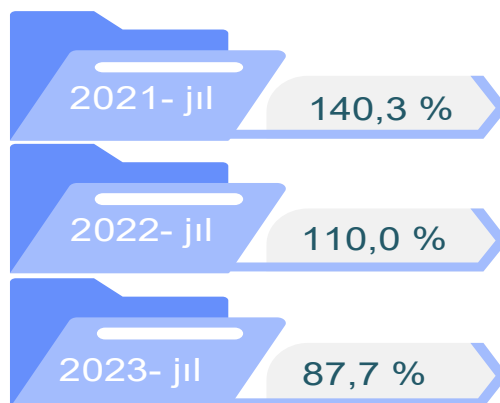 2021- jıl
140,3 %
2022- jıl
110,0 %
2023- jıl
87,7 %